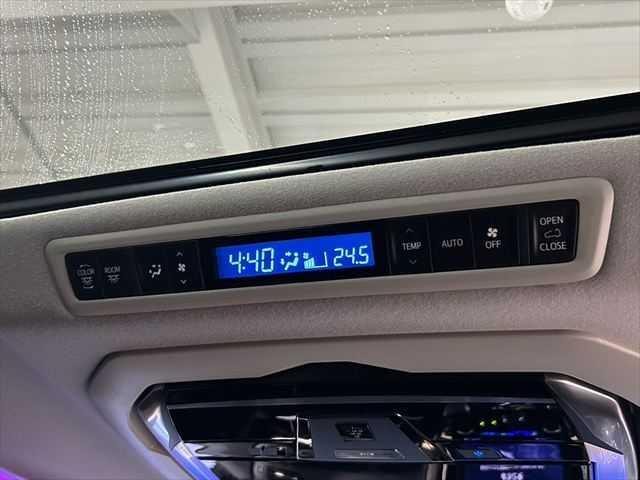 COLOR
ROOM
4:40 24.5
TEMP
AUTO
OFF
OPEN
CLOSE